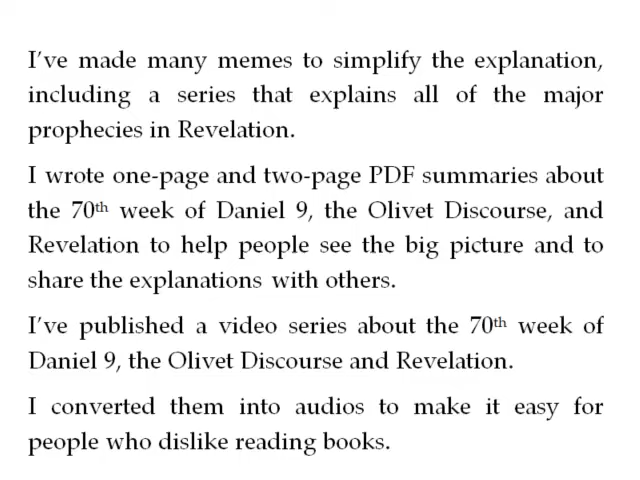 I’ve made many memes to simplify the explanation,
including a series that explains all of the major
prophecies in Revelation.
I wrote one-page and two-page PDF summaries about
the 70th week of Daniel 9, the Olivet Discourse, and
Revelation to help people see the big picture and to
share the explanations with others.
I’ve published a video series about the 70th week of
Daniel 9, the Olivet Discourse and Revelation.
I converted them into audios to make it easy for
people who dislike reading books.